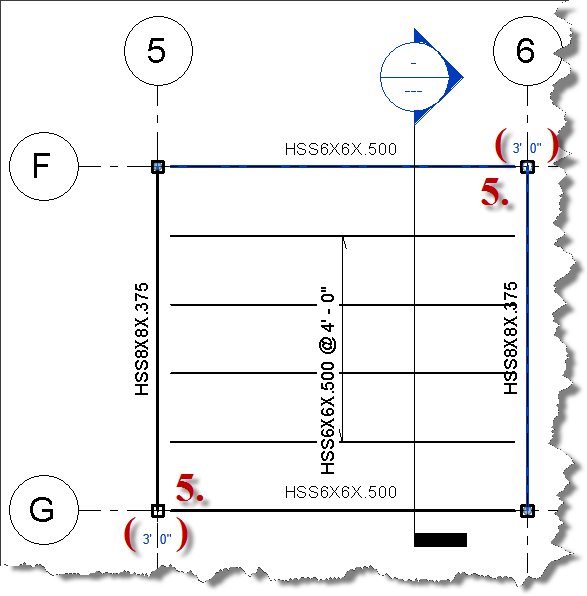 5
6
-
---
HSS6X6X.500
( 3' 0" )
F
5.
HSS8X8X.375
HSS6X6X.500 @ 4' - 0"
HSS8X8X.375
5.
HSS6X6X.500
G
( 3' 0" )